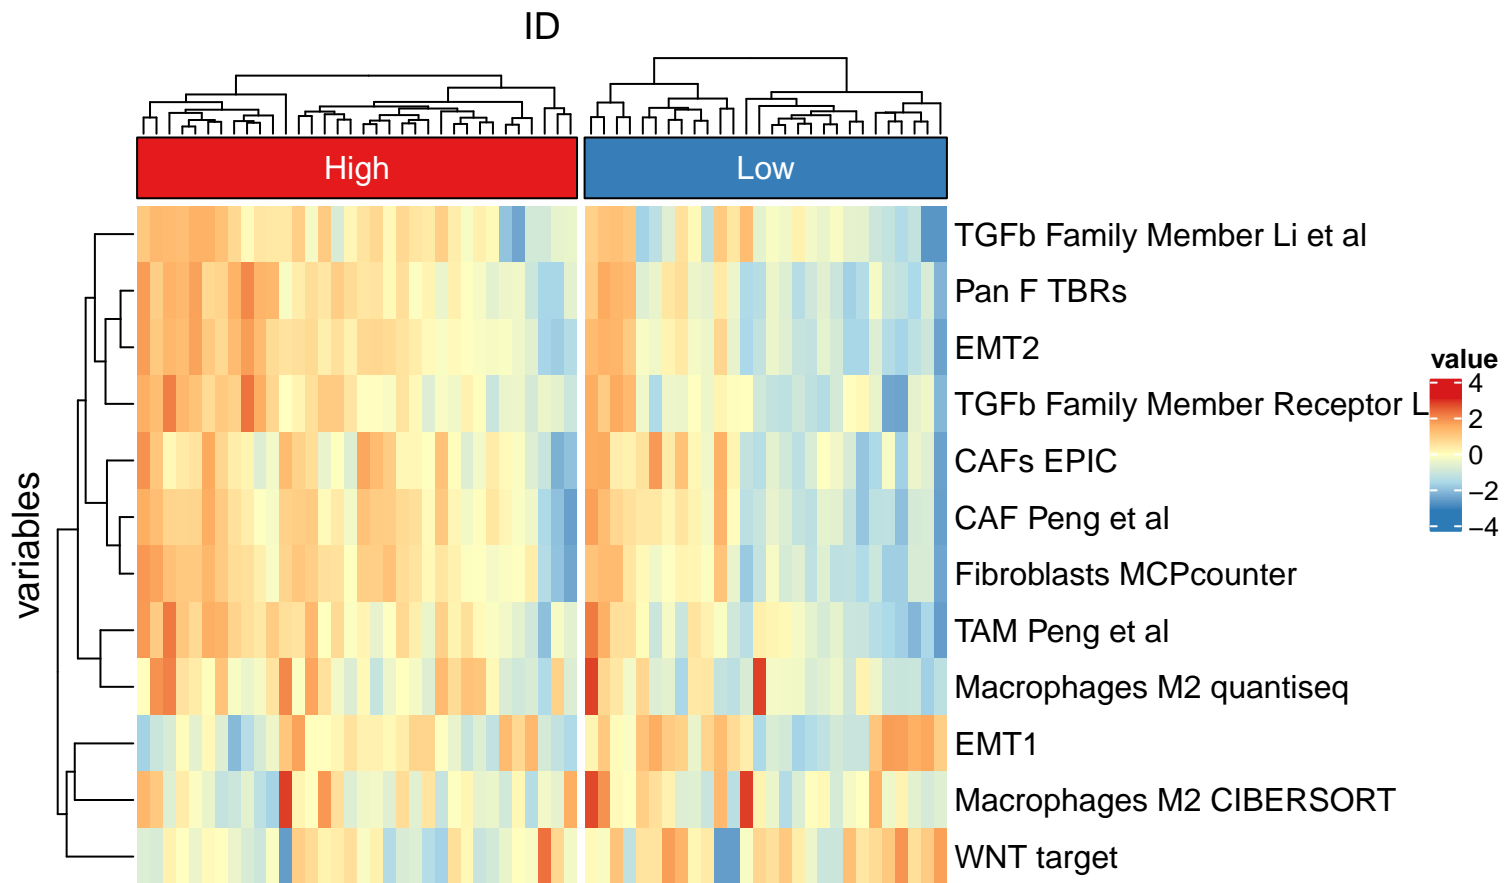 ID
High
Low
TGFb Family Member Li et al
Pan F TBRs
EMT2
TGFb Family Member Receptor L
CAFs EPIC
CAF Peng et al
Fibroblasts MCPcounter
TAM Peng et al
Macrophages M2 quantiseq
EMT1
Macrophages M2 CIBERSORT
WNT target
variables
value
4
2
0
−2
−4